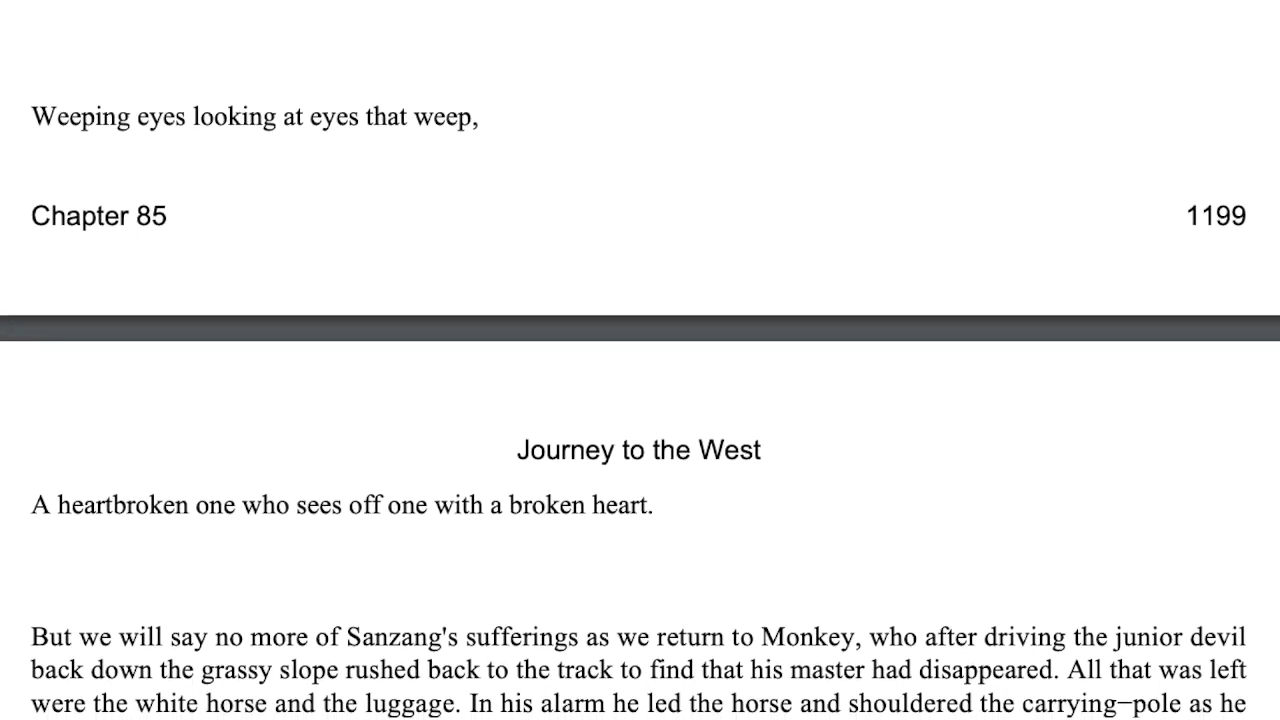 Weeping eyes looking at eyes that weep,
Chapter 85 1199
Journey to the West
A heartbroken one who sees off one with a broken heart.
But we will say no more of Sanzang's sufferings as we return to Monkey, who after driving the junior devil
back down the grassy slope rushed back to the track to find that his master had disappeared. All that was left
were the white horse and the luggage. In his alarm he led the horse and shouldered the carrying−pole as he